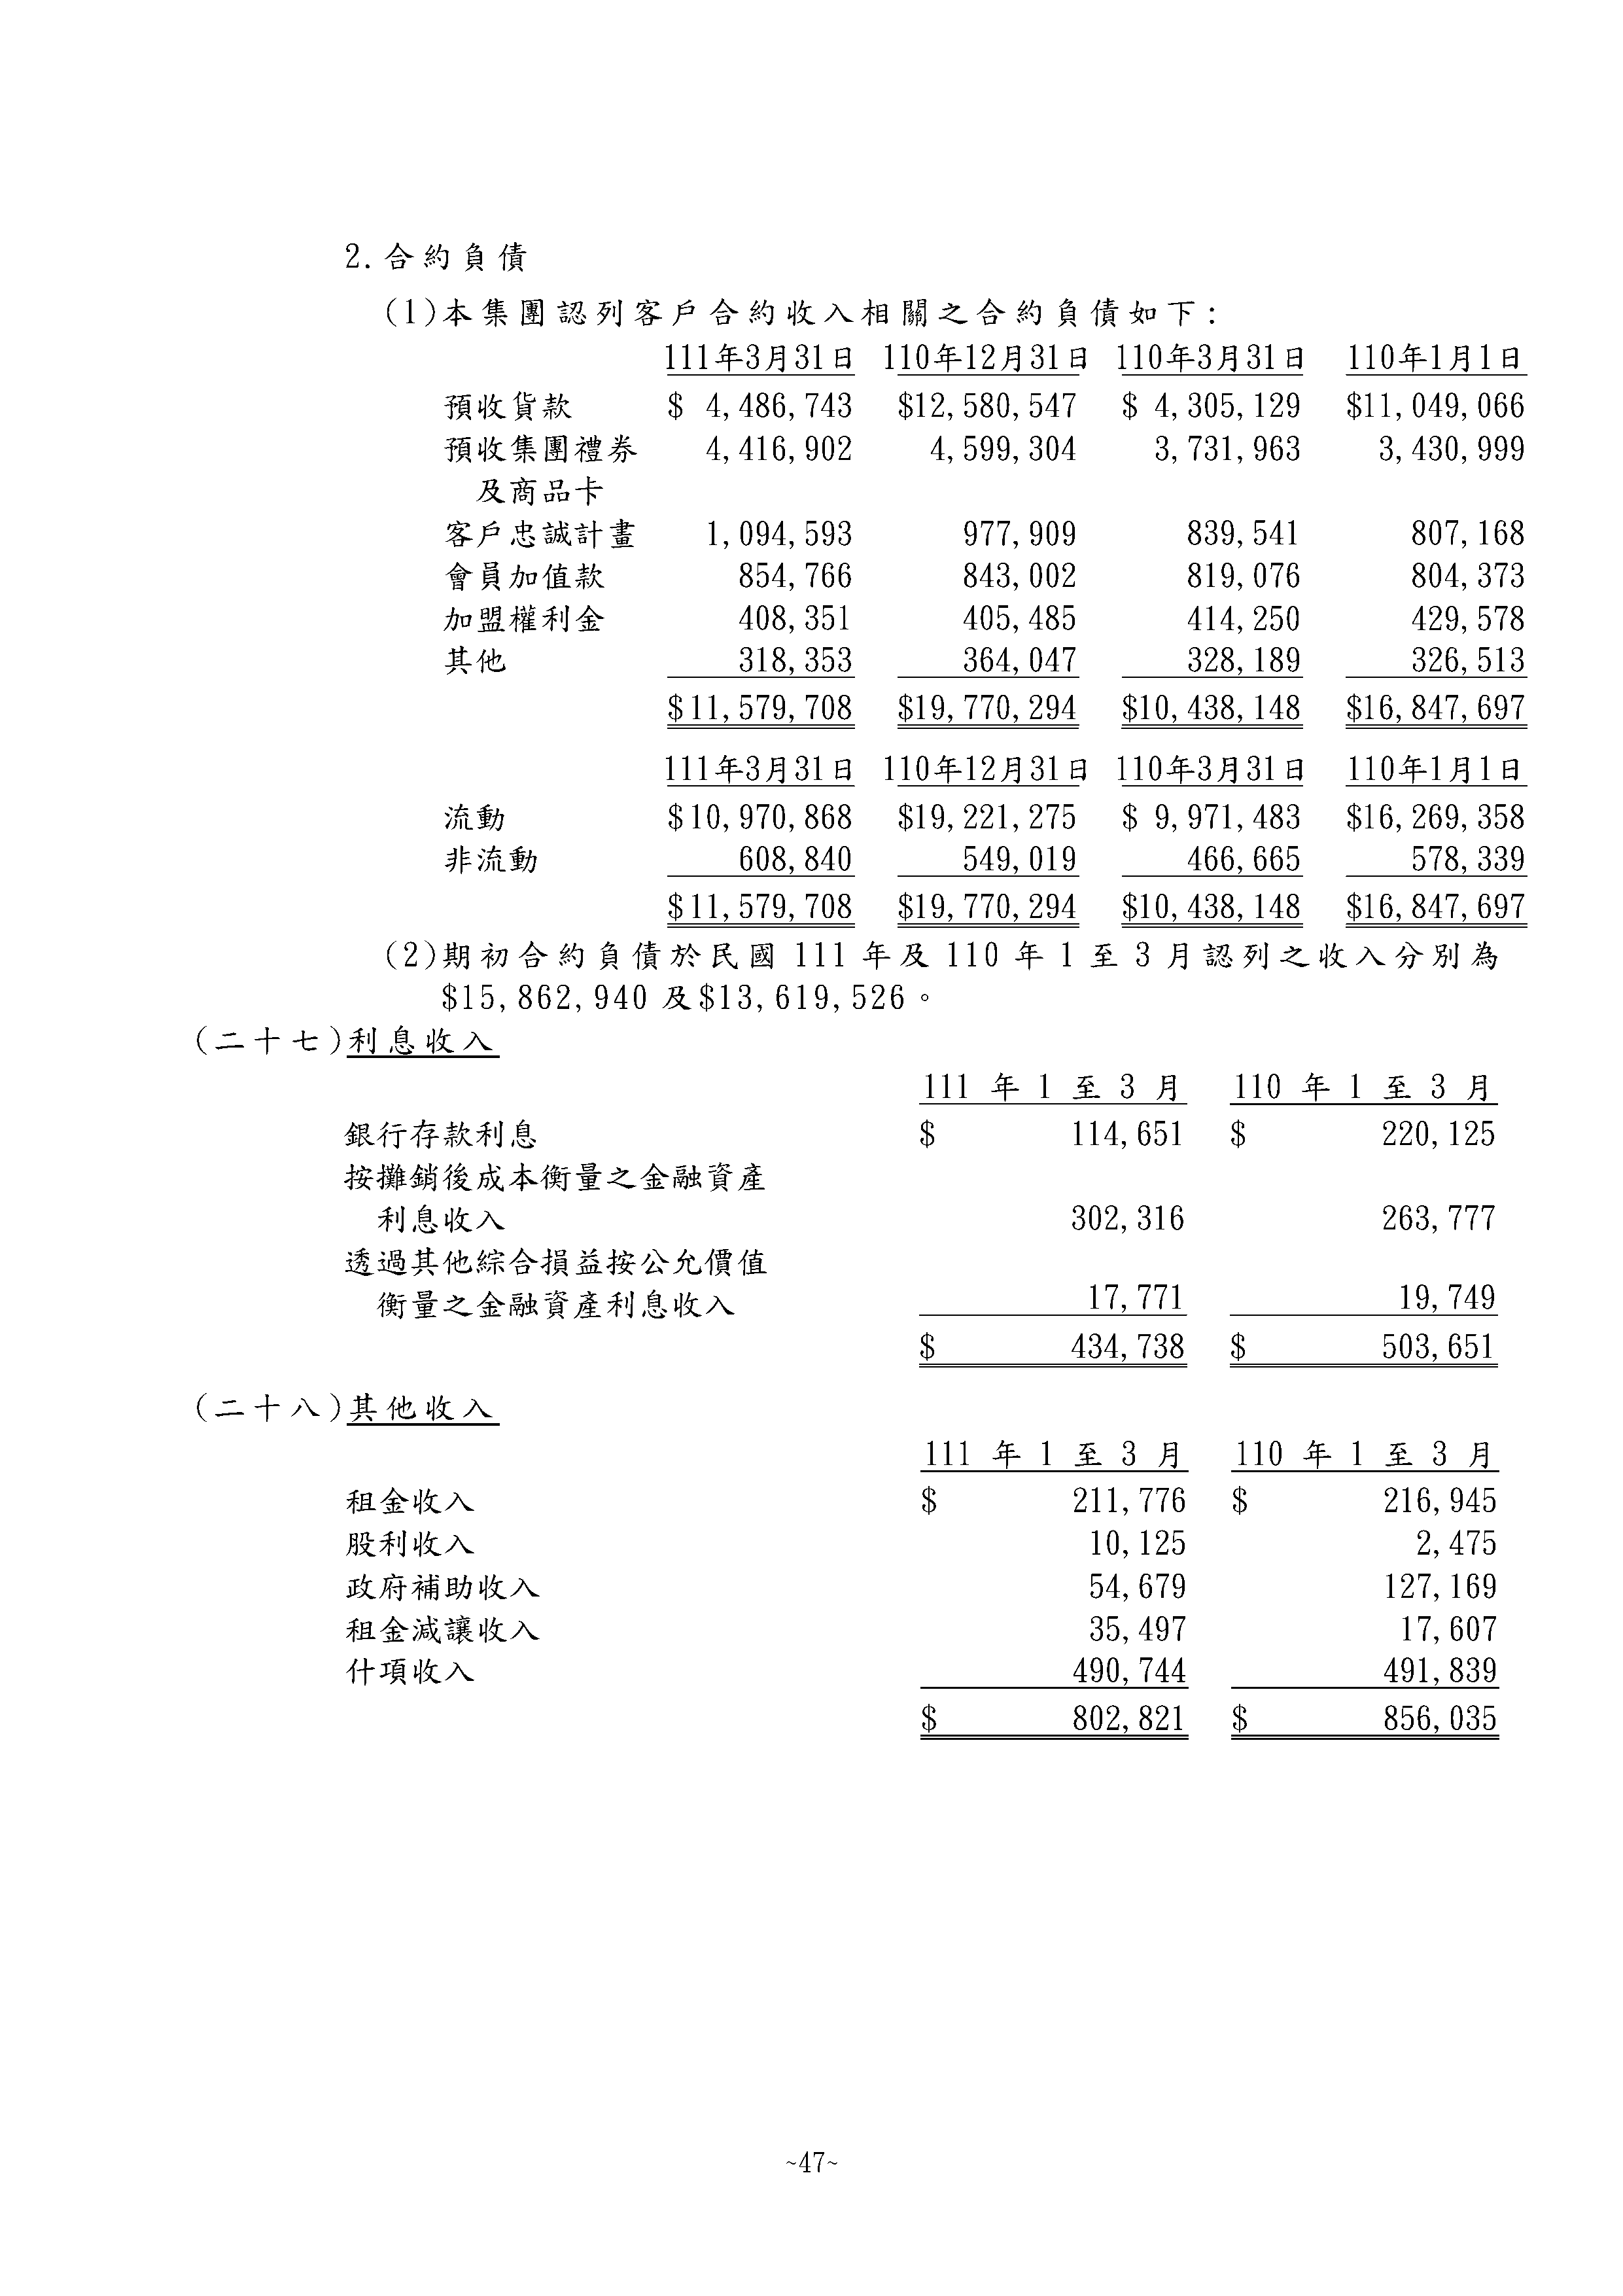 2.合約負債
(1)本集團認列客戶合約收入相關之合約負債如下：
111年3月31日 110年12月31日 110年3月31日 110年1月1日
預收貨款 $ 4,486,743 $12,580,547 $ 4,305,129 $11,049,066
預收集團禮券 4,416,902 4,599,304 3,731,963 3,430,999
及商品卡
客戶忠誠計畫 1,094,593 977,909 839,541 807,168
會員加值款 854,766 843,002 819,076 804,373
加盟權利金 408,351 405,485 414,250 429,578
其他 318,353 364,047 328,189 326,513
$11,579,708 $19,770,294 $10,438,148 $16,847,697
111年3月31日 110年12月31日 110年3月31日 110年1月1日
流動 $10,970,868 $19,221,275 $ 9,971,483 $16,269,358
非流動 608,840 549,019 466,665 578,339
$11,579,708 $19,770,294 $10,438,148 $16,847,697
(2)期初合約負債於民國 111 年及 110 年 1 至 3 月認列之收入分別為
$15,862,940 及$13,619,526。
(二十七)利息收入
111 年 1 至 3 月 110 年 1 至 3 月
銀行存款利息 $ 114,651 $ 220,125
按攤銷後成本衡量之金融資產
利息收入 302,316 263,777
透過其他綜合損益按公允價值
衡量之金融資產利息收入 17,771 19,749
$ 434,738 $ 503,651
(二十八)其他收入
111 年 1 至 3 月 110 年 1 至 3 月
租金收入 $ 211,776 $ 216,945
股利收入 10,125 2,475
政府補助收入 54,679 127,169
租金減讓收入 35,497 17,607
什項收入 490,744 491,839
$ 802,821 $ 856,035
~47~